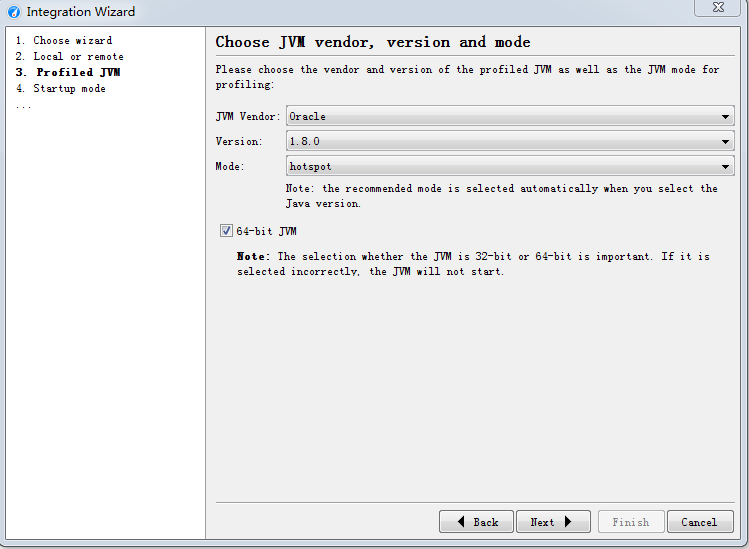 Integration Wizard
1. Choose wizard
2. Local or remote
3. Profiled JVM
4. Startup mode
...
Choose JVM vendor, version and mode
Please choose the vendor and version of the profiled JVM as well as the JVM mode for
profiling:
JVM Vendor: Oracle
Version: 1.8.0
Mode: hotspot
Note: the recommended mode is selected automatically when you select the
Java version.
64-bit JVM
Note: The selection whether the JVM is 32-bit or 64-bit is important. If it is
selected incorrectly, the JVM will not start.
Back Next Finish Cancel